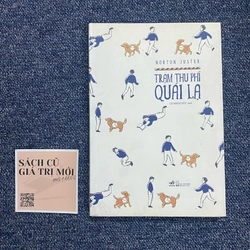 NORTON JUSTER
TRẠM THU PHÍ
QUÁI LẠ
SÁCH CŨ
GIÁ TRỊ MỚI